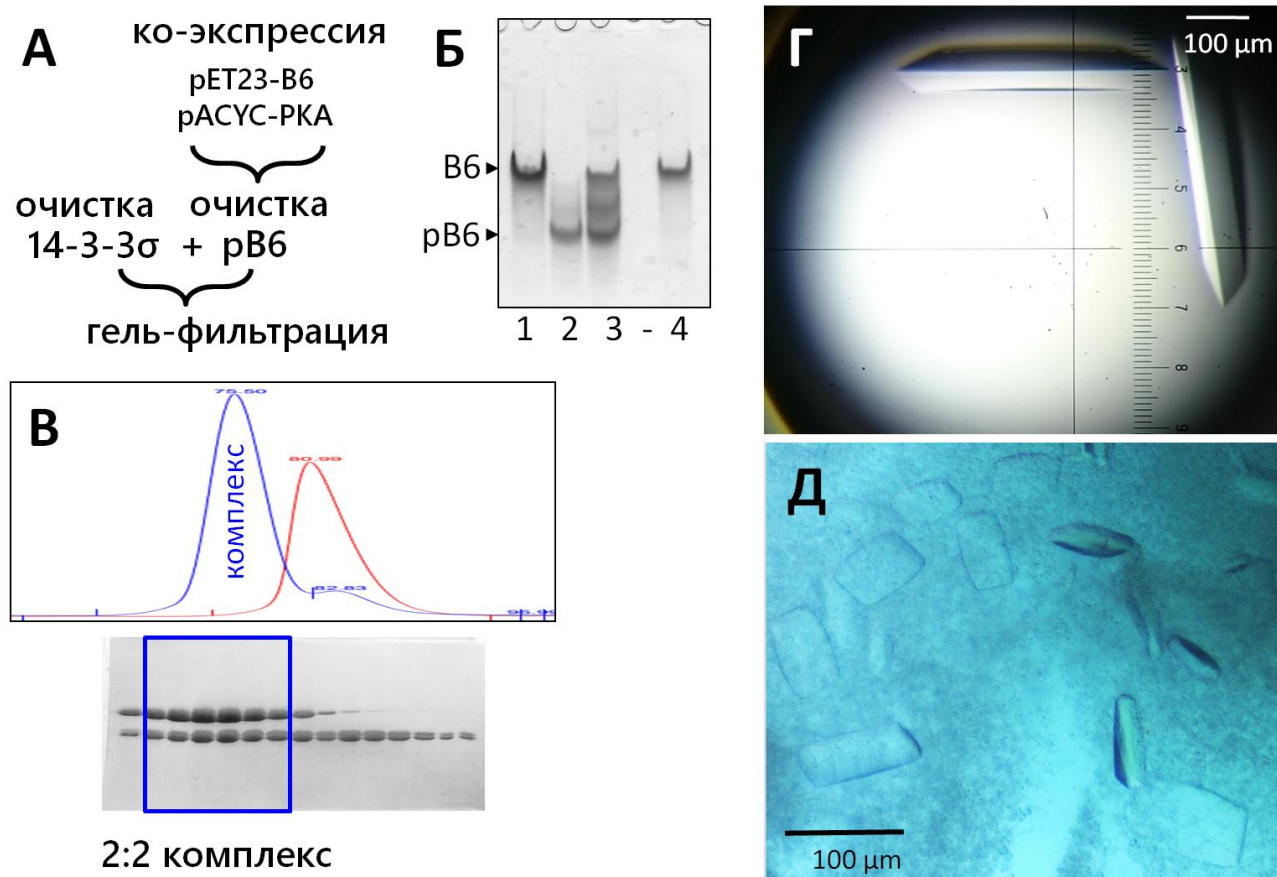 А
ко-экспрессия
pET23-B6
pACYC-PKA
очистка очистка
14-3-3σ + pB6
гель-фильтрация
Б
B6
pB6
1 2 3 - 4
В
75.50
80.99
82.83
комплекс
2:2 комплекс
Г
100 µm
3
4
5
6
7
8
9
Д
100 µm